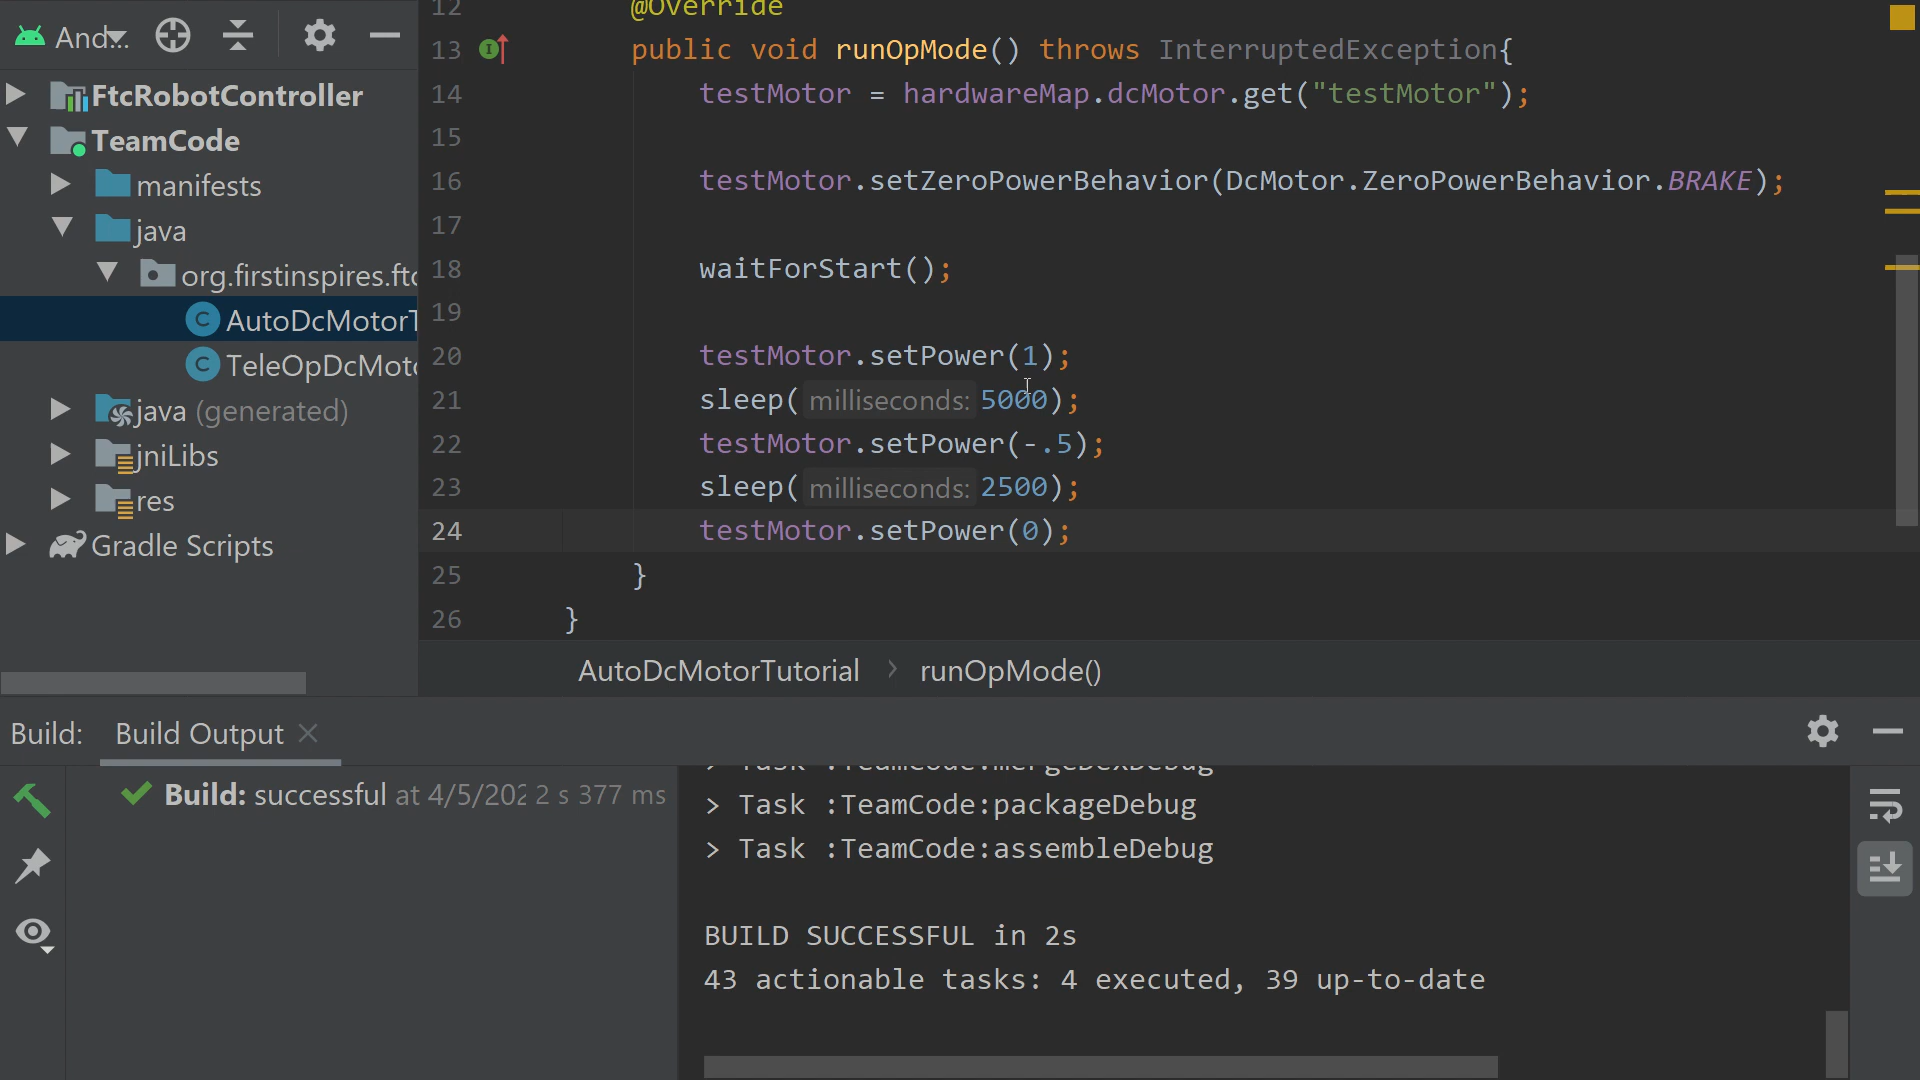 And...
FtcRobotController
TeamCode
manifests
java
org.firstinspires.ftc
AutoDcMotorT
TeleOpDcMoto
java (generated)
jniLibs
res
Gradle Scripts
12 @Override
13 public void runOpMode() throws InterruptedException{
14 testMotor = hardwareMap.dcMotor.get("testMotor");
15
16 testMotor.setZeroPowerBehavior(DcMotor.ZeroPowerBehavior.BRAKE);
17
18 waitForStart();
19
20 testMotor.setPower(1);
21 sleep( milliseconds: 5000);
22 testMotor.setPower(-.5);
23 sleep( milliseconds: 2500);
24 testMotor.setPower(0);
25 }
26 }
AutoDcMotorTutorial > runOpMode()
Build: Build Output
Build: successful at 4/5/202 2 s 377 ms
> Task :TeamCode:mergeDexDebug
> Task :TeamCode:packageDebug
> Task :TeamCode:assembleDebug
BUILD SUCCESSFUL in 2s
43 actionable tasks: 4 executed, 39 up-to-date